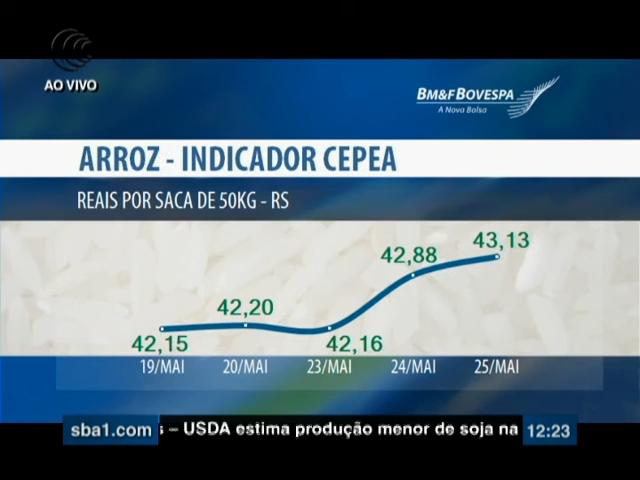 AO VIVO
BM&FBOVESPA
A Nova Bolsa
ARROZ - INDICADOR CEPEA
REAIS POR SACA DE 50KG - RS
42,15
42,20
42,16
42,88
43,13
19/MAI 20/MAI 23/MAI 24/MAI 25/MAI
sba1.com – USDA estima produção menor de soja na 12:23